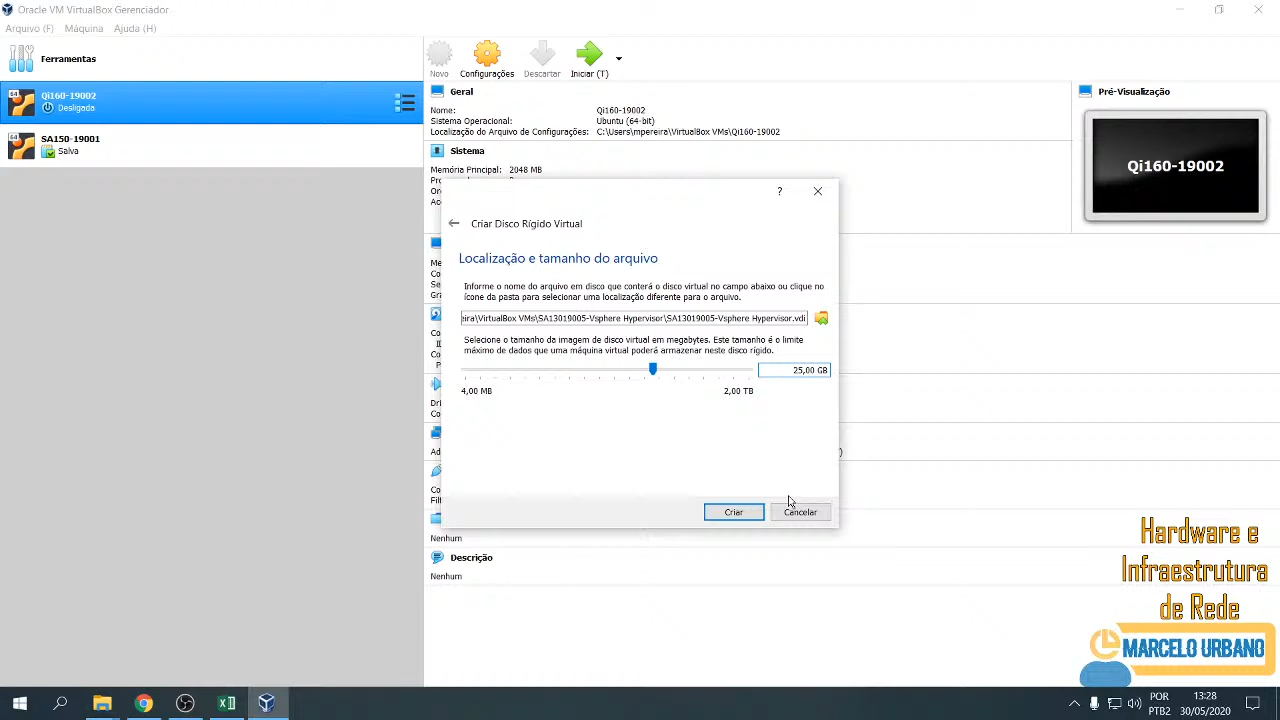 Oracle VM VirtualBox Gerenciador
Arquivo (F) Máquina Ajuda (H)
Ferramentas
Novo Configurações Descartar Iniciar (T)
64
Qi160-19002
Desligada
64
SA150-19001
Salva
Geral
Nome: Qi160-19002
Sistema Operacional: Ubuntu (64-bit)
Localização do Arquivo de Configurações: C:\Users\mpereira\VirtualBox VMs\Qi160-19002
Pré-Visualização
Qi160-19002
Sistema
Memória Principal: 2048 MB
?
Criar Disco Rígido Virtual
Localização e tamanho do arquivo
Informe o nome do arquivo em disco que conterá o disco virtual no campo abaixo ou clique no
ícone da pasta para selecionar uma localização diferente para o arquivo.
eira\VirtualBox VMs\SA13019005-Vsphere Hypervisor\SA13019005-Vsphere Hypervisor.vdi
Selecione o tamanho da imagem de disco virtual em megabytes. Este tamanho é o limite
máximo de dados que uma máquina virtual poderá armazenar neste disco rígido.
25,00 GB
4,00 MB 2,00 TB
Criar Cancelar
Nenhum
Descrição
Nenhum
Hardware e
Infraestrutura
de Rede
MARCELO URBANO
POR
PTB2
13:28
30/05/2020